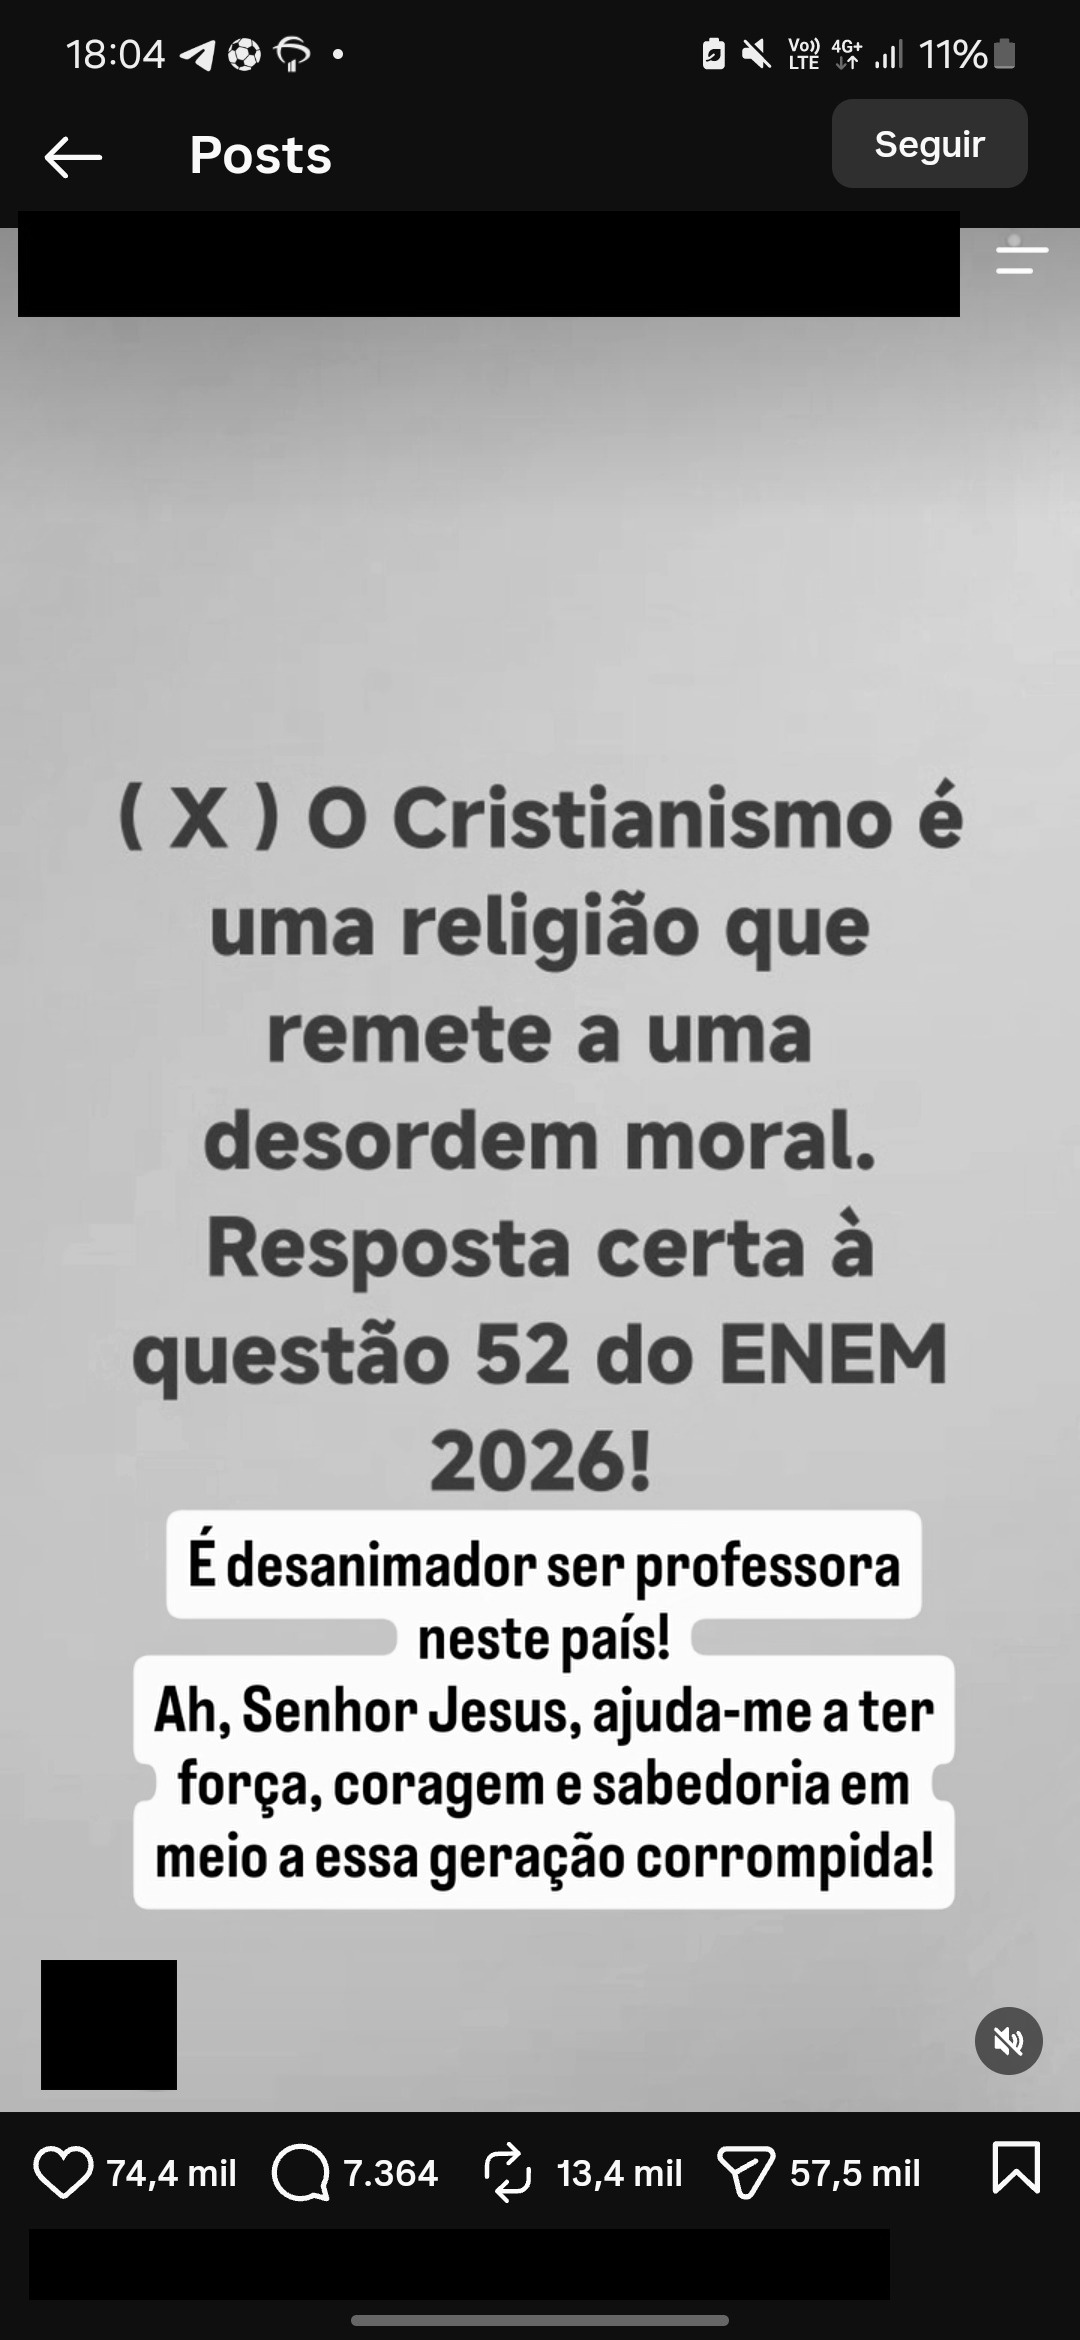 18:04
Vo)) LTE 4G+ 11%
Posts
Seguir
( X ) O Cristianismo é
uma religião que
remete a uma
desordem moral.
Resposta certa à
questão 52 do ENEM
2026!
É desanimador ser professora
neste país!
Ah, Senhor Jesus, ajuda-me a ter
força, coragem e sabedoria em
meio a essa geração corrompida!
74,4 mil 7.364 13,4 mil 57,5 mil